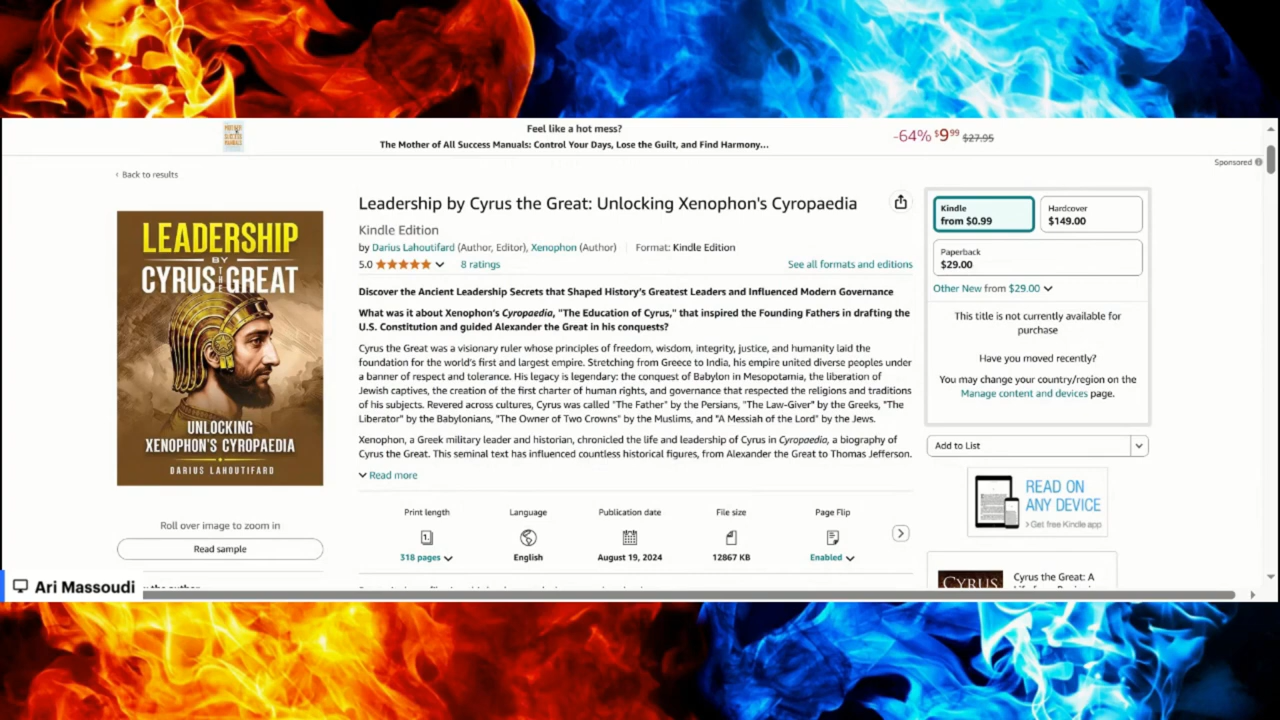 Feel like a hot mess?
The Mother of All Success Manuals: Control Your Days, Lose the Guilt, and Find Harmony...
-64% $9.99 $27.95
Sponsored
‹ Back to results
LEADERSHIP
BY
CYRUS THE GREAT
UNLOCKING
XENOPHON'S CYROPAEDIA
DARIUS LAHOUTIFARD
Roll over image to zoom in
Read sample
Leadership by Cyrus the Great: Unlocking Xenophon's Cyropaedia
Kindle Edition
by Darius Lahoutifard (Author, Editor), Xenophon (Author) | Format: Kindle Edition
5.0 8 ratings
See all formats and editions
Discover the Ancient Leadership Secrets that Shaped History's Greatest Leaders and Influenced Modern Governance
What was it about Xenophon's Cyropaedia, "The Education of Cyrus," that inspired the Founding Fathers in drafting the
U.S. Constitution and guided Alexander the Great in his conquests?
Cyrus the Great was a visionary ruler whose principles of freedom, wisdom, integrity, justice, and humanity laid the
foundation for the world's first and largest empire. Stretching from Greece to India, his empire united diverse peoples under
a banner of respect and tolerance. His legacy is legendary: the conquest of Babylon in Mesopotamia, the liberation of
Jewish captives, the creation of the first charter of human rights, and governance that respected the religions and traditions
of his subjects. Revered across cultures, Cyrus was called "The Father" by the Persians, "The Law-Giver" by the Greeks, "The
Liberator" by the Babylonians, "The Owner of Two Crowns" by the Muslims, and "A Messiah of the Lord" by the Jews.
Xenophon, a Greek military leader and historian, chronicled the life and leadership of Cyrus in Cyropaedia, a biography of
Cyrus the Great. This seminal text has influenced countless historical figures, from Alexander the Great to Thomas Jefferson.
Read more
Print length
318 pages
Language
English
Publication date
August 19, 2024
File size
12867 KB
Page Flip
Enabled
Kindle
from $0.99
Hardcover
$149.00
Paperback
$29.00
Other New from $29.00
This title is not currently available for
purchase
Have you moved recently?
You may change your country/region on the
Manage content and devices page.
Add to List
READ ON
ANY DEVICE
› Get free Kindle app
CYRUS
Cyrus the Great: A
Ari Massoudi